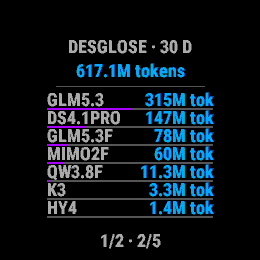 DESGLOSE · 30 D
617.1M tokens
GLM5.3 315M tok
DS4.1PRO 147M tok
GLM5.3F 78M tok
MIMO2F 60M tok
QW3.8F 11.3M tok
K3 3.3M tok
HY4 1.4M tok
1/2 · 2/5